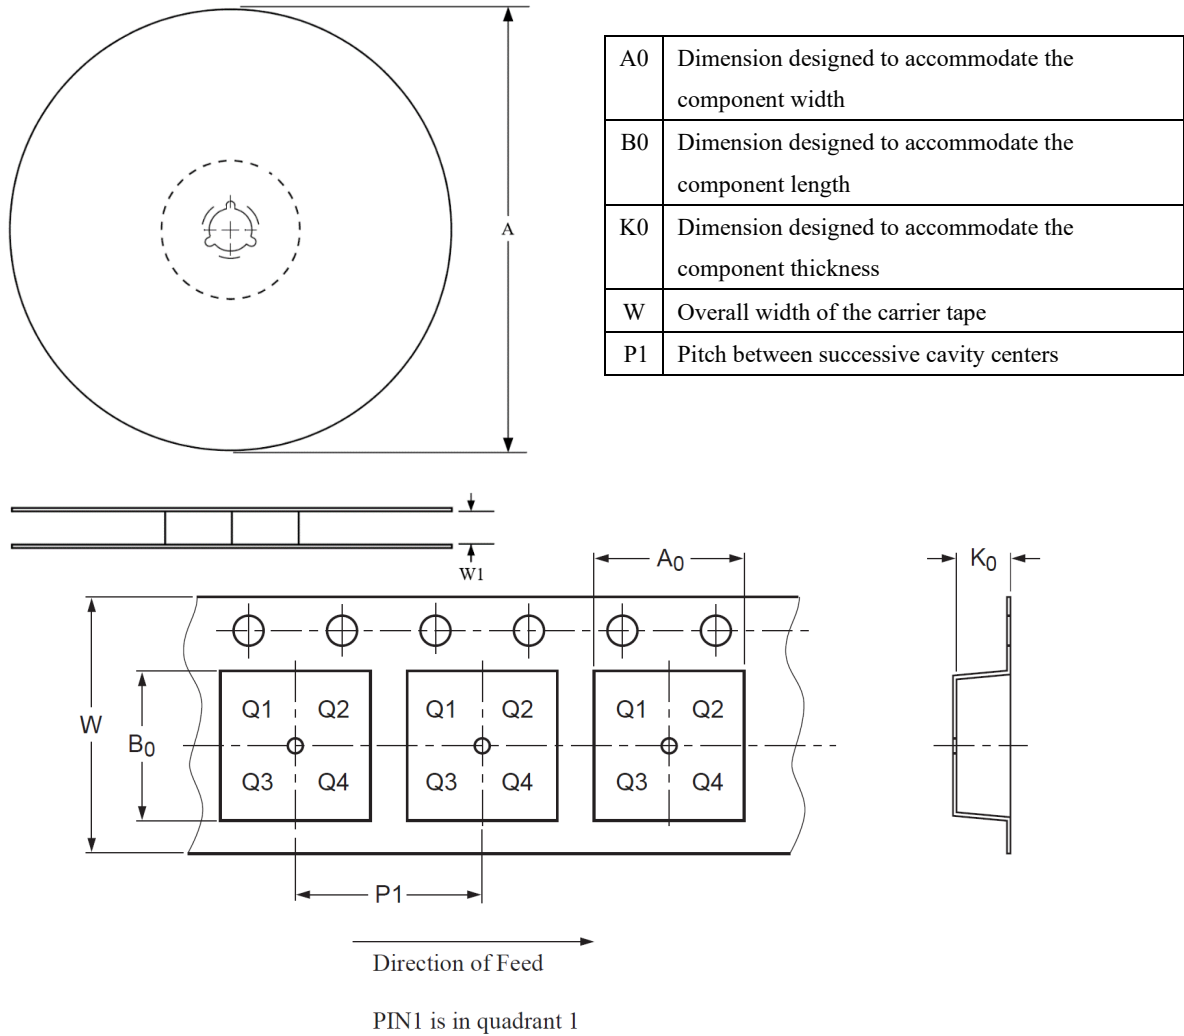 A
A0 Dimension designed to accommodate the
component width
B0 Dimension designed to accommodate the
component length
K0 Dimension designed to accommodate the
component thickness
W Overall width of the carrier tape
P1 Pitch between successive cavity centers
W1
A0
K0
W
B0
Q1 Q2 Q1 Q2 Q1 Q2
Q3 Q4 Q3 Q4 Q3 Q4
P1
Direction of Feed
PIN1 is in quadrant 1